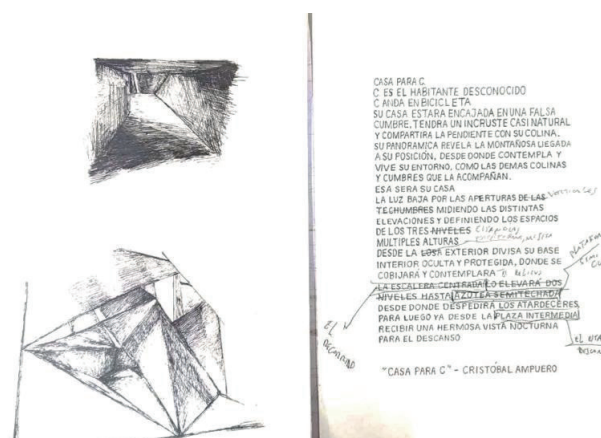 CASA PARA C.
C ES EL HABITANTE DESCONOCIDO
C ANDA EN BICICLETA
SU CASA ESTARA ENCAJADA EN UNA FALSA
CUMBRE, TENDRA UN INCRUSTE CASI NATURAL
Y COMPARTIRA LA PENDIENTE CON SU COLINA.
SU PANORAMICA REVELA LA MONTAÑOSA LLEGADA
A SU POSICIÓN, DESDE DONDE CONTEMPLA Y
VIVE SU ENTORNO, COMO LAS DEMAS COLINAS
Y CUMBRES QUE LA ACOMPAÑAN.
ESA SERA SU CASA
LA LUZ BAJA POR LAS APERTURAS DE LAS
TECHUMBRES MIDIENDO LAS DISTINTAS
ELEVACIONES Y DEFINIENDO LOS ESPACIOS
DE LOS TRES NIVELES
MULTIPLES ALTURAS
DESDE LA LOSA EXTERIOR DIVISA SU BASE
INTERIOR OCULTA Y PROTEGIDA, DONDE SE
COBIJARÁ Y CONTEMPLARA
LA ESCALERA CENTRADA LO ELEVARÁ DOS
NIVELES HASTA AZOTEA SEMITECHADA
DESDE DONDE DESPEDIRÁ LOS ATARDECERES,
PARA LUEGO YA DESDE LA PLAZA INTERMEDIA
RECIBIR UNA HERMOSA VISTA NOCTURNA
PARA EL DESCANSO
EL
"CASA PARA C" - CRISTÓBAL AMPUERO